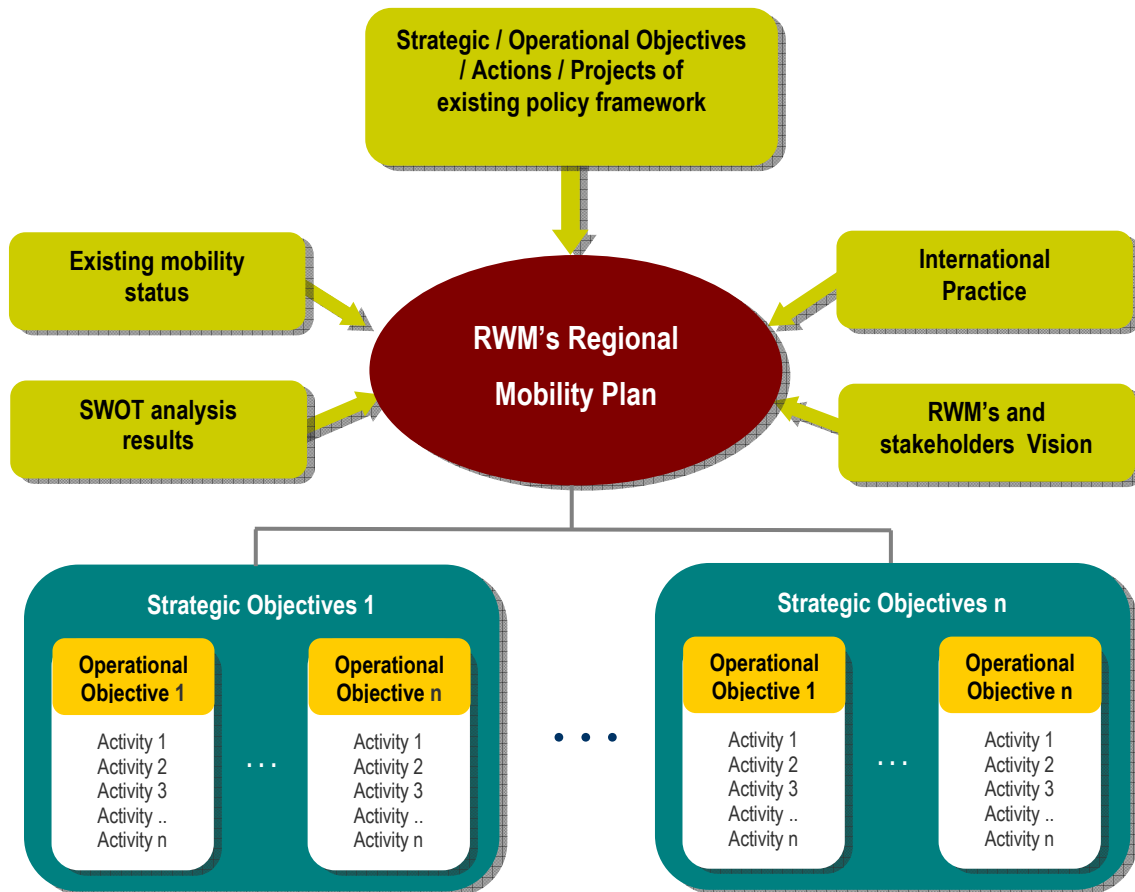 Strategic / Operational Objectives
/ Actions / Projects of
existing policy framework
Existing mobility
status
International
Practice
RWM's Regional
Mobility Plan
SWOT analysis
results
RWM's and
stakeholders Vision
Strategic Objectives 1
Operational
Objective 1
Activity 1
Activity 2
Activity 3
Activity ..
Activity n
...
Operational
Objective n
Activity 1
Activity 2
Activity 3
Activity ..
Activity n
. . . .
Strategic Objectives n
Operational
Objective 1
Activity 1
Activity 2
Activity 3
Activity ..
Activity n
...
Operational
Objective n
Activity 1
Activity 2
Activity 3
Activity ..
Activity n